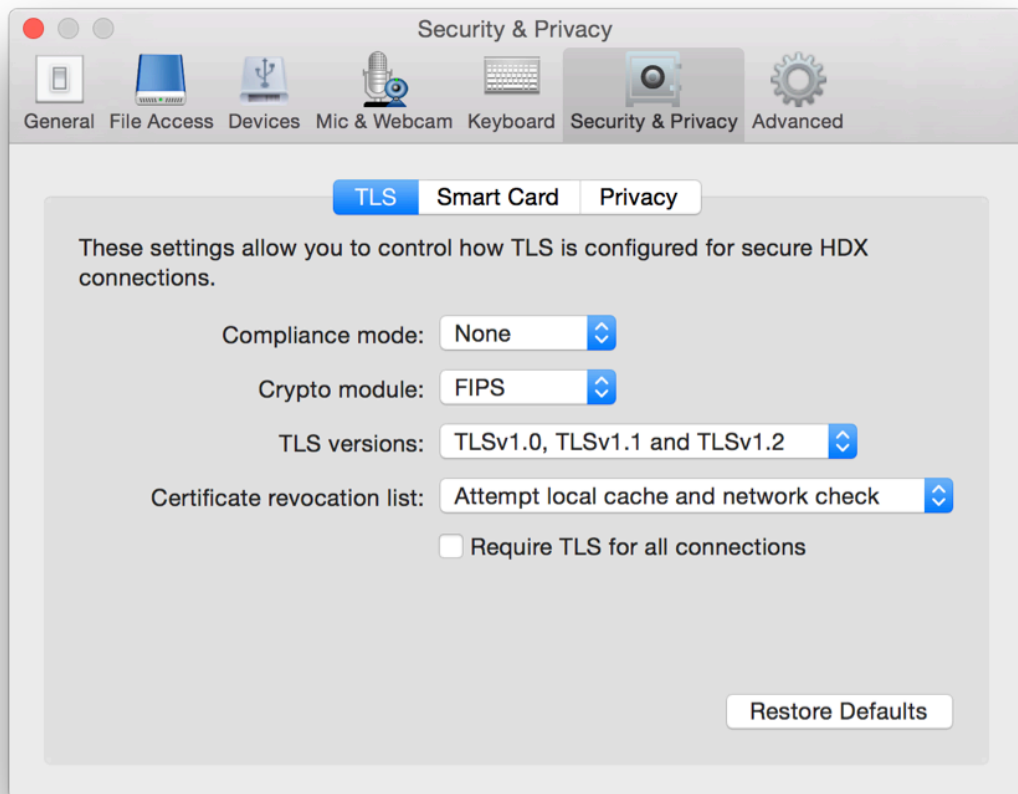 Security & Privacy
General File Access Devices Mic & Webcam Keyboard Security & Privacy Advanced
TLS Smart Card Privacy
These settings allow you to control how TLS is configured for secure HDX
connections.
Compliance mode: None
Crypto module: FIPS
TLS versions: TLSv1.0, TLSv1.1 and TLSv1.2
Certificate revocation list: Attempt local cache and network check
Require TLS for all connections
Restore Defaults